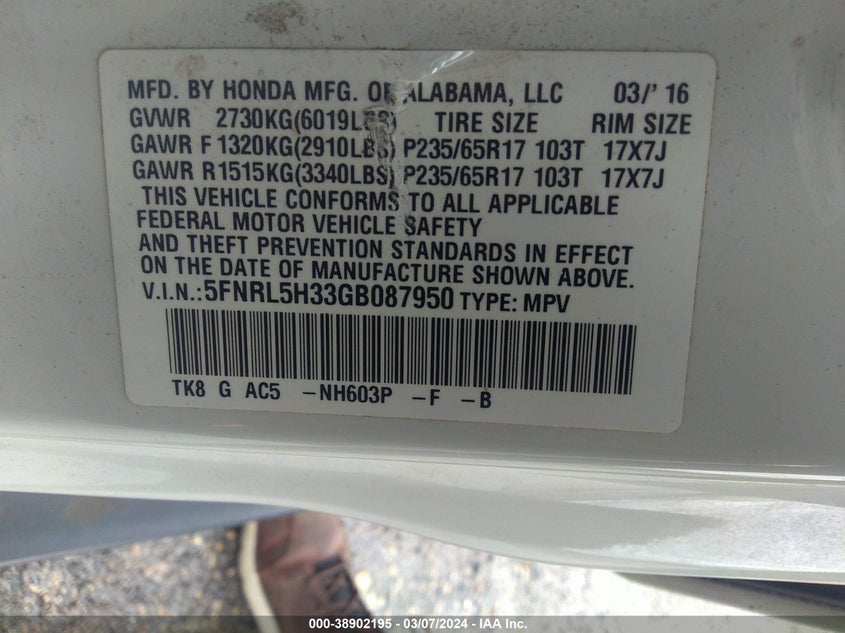 MFD. BY HONDA MFG. OF ALABAMA, LLC 03/' 16
GVWR 2730KG(6019LBS) TIRE SIZE RIM SIZE
GAWR F 1320KG(2910LBS) P235/65R17 103T 17X7J
GAWR R 1515KG(3340LBS) P235/65R17 103T 17X7J
THIS VEHICLE CONFORMS TO ALL APPLICABLE
FEDERAL MOTOR VEHICLE SAFETY
AND THEFT PREVENTION STANDARDS IN EFFECT
ON THE DATE OF MANUFACTURE SHOWN ABOVE.
V.I.N.:5FNRL5H33GB087950 TYPE: MPV
TK8 G AC5 -NH603P -F -B
000-38902195 - 03/07/2024 - IAA Inc.